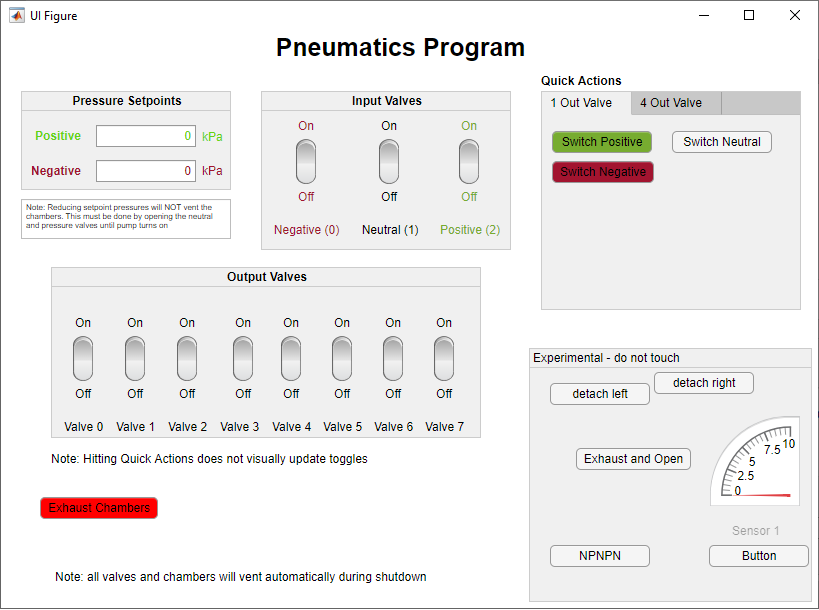 UI Figure
Pneumatics Program
Pressure Setpoints
Positive 0 kPa
Negative 0 kPa
Note: Reducing setpoint pressures will NOT vent the
chambers. This must be done by opening the neutral
and pressure valves until pump turns on
Input Valves
On On On
Off Off Off
Negative (0) Neutral (1) Positive (2)
Quick Actions
1 Out Valve 4 Out Valve
Switch Positive Switch Neutral
Switch Negative
Output Valves
On On On On On On On On
Off Off Off Off Off Off Off Off
Valve 0 Valve 1 Valve 2 Valve 3 Valve 4 Valve 5 Valve 6 Valve 7
Note: Hitting Quick Actions does not visually update toggles
Exhaust Chambers
Note: all valves and chambers will vent automatically during shutdown
Experimental - do not touch
detach left detach right
Exhaust and Open
0 2.5 5 7.5 10
Sensor 1
NPNPN Button